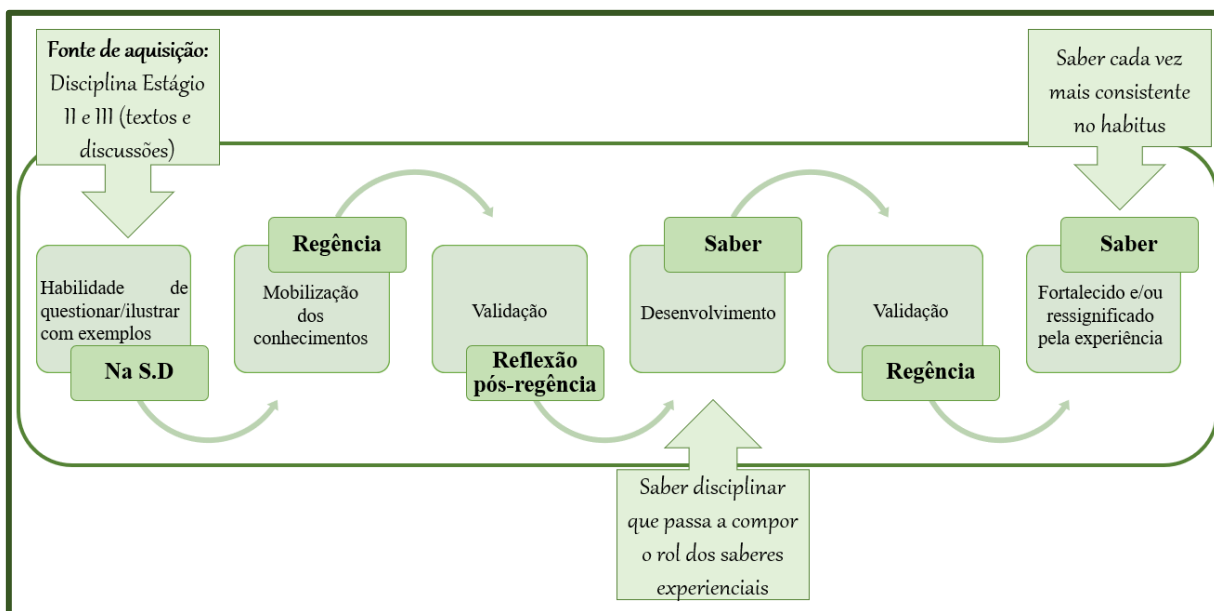 Fonte de aquisição:
Disciplina Estágio
II e III (textos e
discussões)
Habilidade de
questionar/ilustrar
com exemplos
Na S.D
Regência
Mobilização
dos
conhecimentos
Validação
Reflexão
pós-regência
Saber
Desenvolvimento
Saber disciplinar
que passa a compor
o rol dos saberes
experienciais
Validação
Regência
Saber cada vez
mais consistente
no habitus
Saber
Fortalecido e/ou
ressignificado
pela experiência